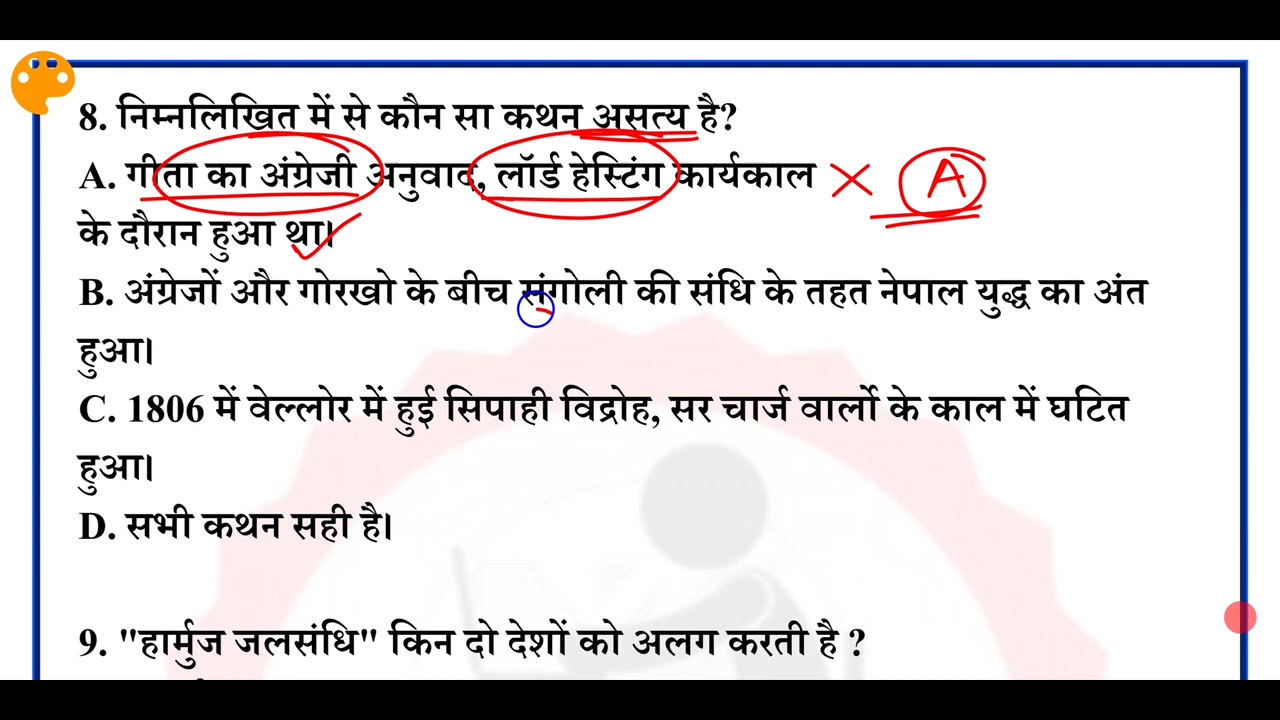 8. निम्नलिखित में से कौन सा कथन असत्य है?
A. गीता का अंग्रेजी अनुवाद, लॉर्ड हेस्टिंग कार्यकाल A
के दौरान हुआ था।
B. अंग्रेजों और गोरखो के बीच संगोली की संधि के तहत नेपाल युद्ध का अंत
हुआ।
C. 1806 में वेल्लोर में हुई सिपाही विद्रोह, सर चार्ज वार्लो के काल में घटित
हुआ।
D. सभी कथन सही है।
9. "हार्मुज जलसंधि" किन दो देशों को अलग करती है ?